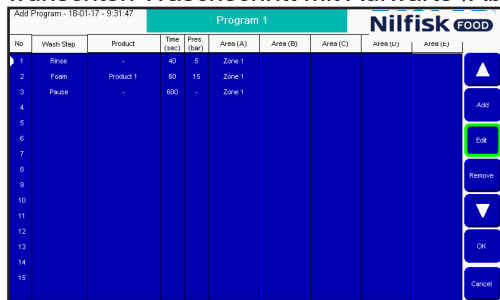 Add Program - 18-01-17 - 9:31:47
Program 1
Nilfisk FOOD
No Wash Step Product Time (sec) Pres. (bar) Area (A) Area (B) Area (C) Area (D) Area (E)
1 Rinse - 40 5 Zone 1
2 Foam Product 1 60 15 Zone 1
3 Pause - 600 - Zone 1
4
5
6
7
8
9
10
11
12
13
14
15
Add
Edit
Remove
OK
Cancel